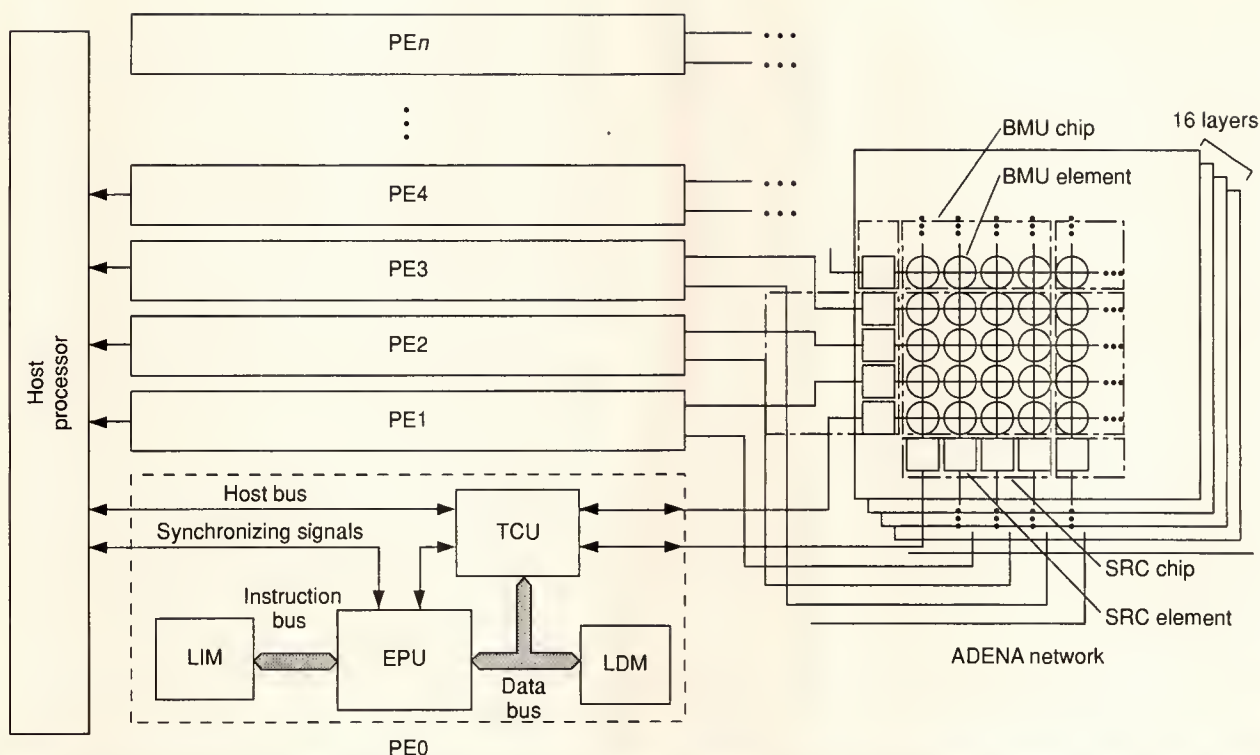 PEn
PE4
PE3
PE2
PE1
Host
processor
Host bus
Synchronizing signals
TCU
Instruction
bus
LIM
EPU
LDM
Data
bus
PE0
BMU chip
BMU element
16 layers
SRC chip
SRC element
ADENA network